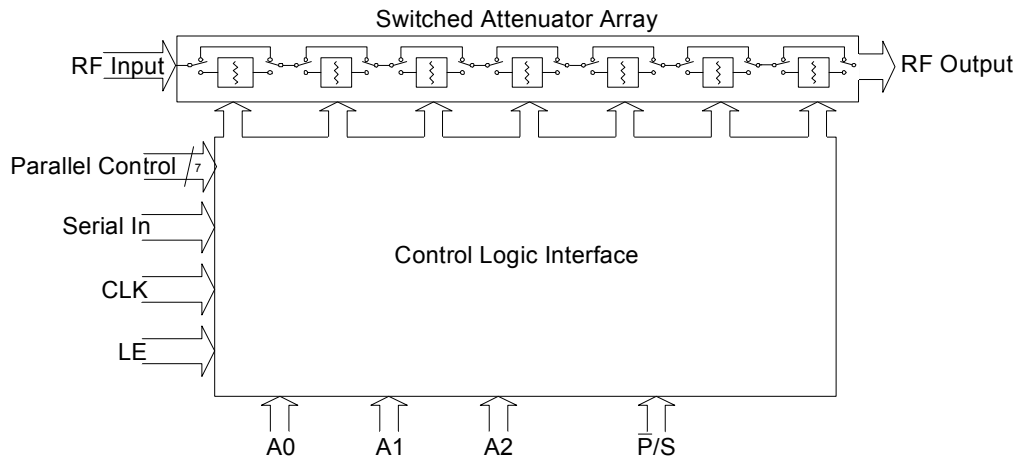 Switched Attenuator Array
RF Input
RF Output
Parallel Control
7
Serial In
Control Logic Interface
CLK
LE
A0
A1
A2
P̅/S